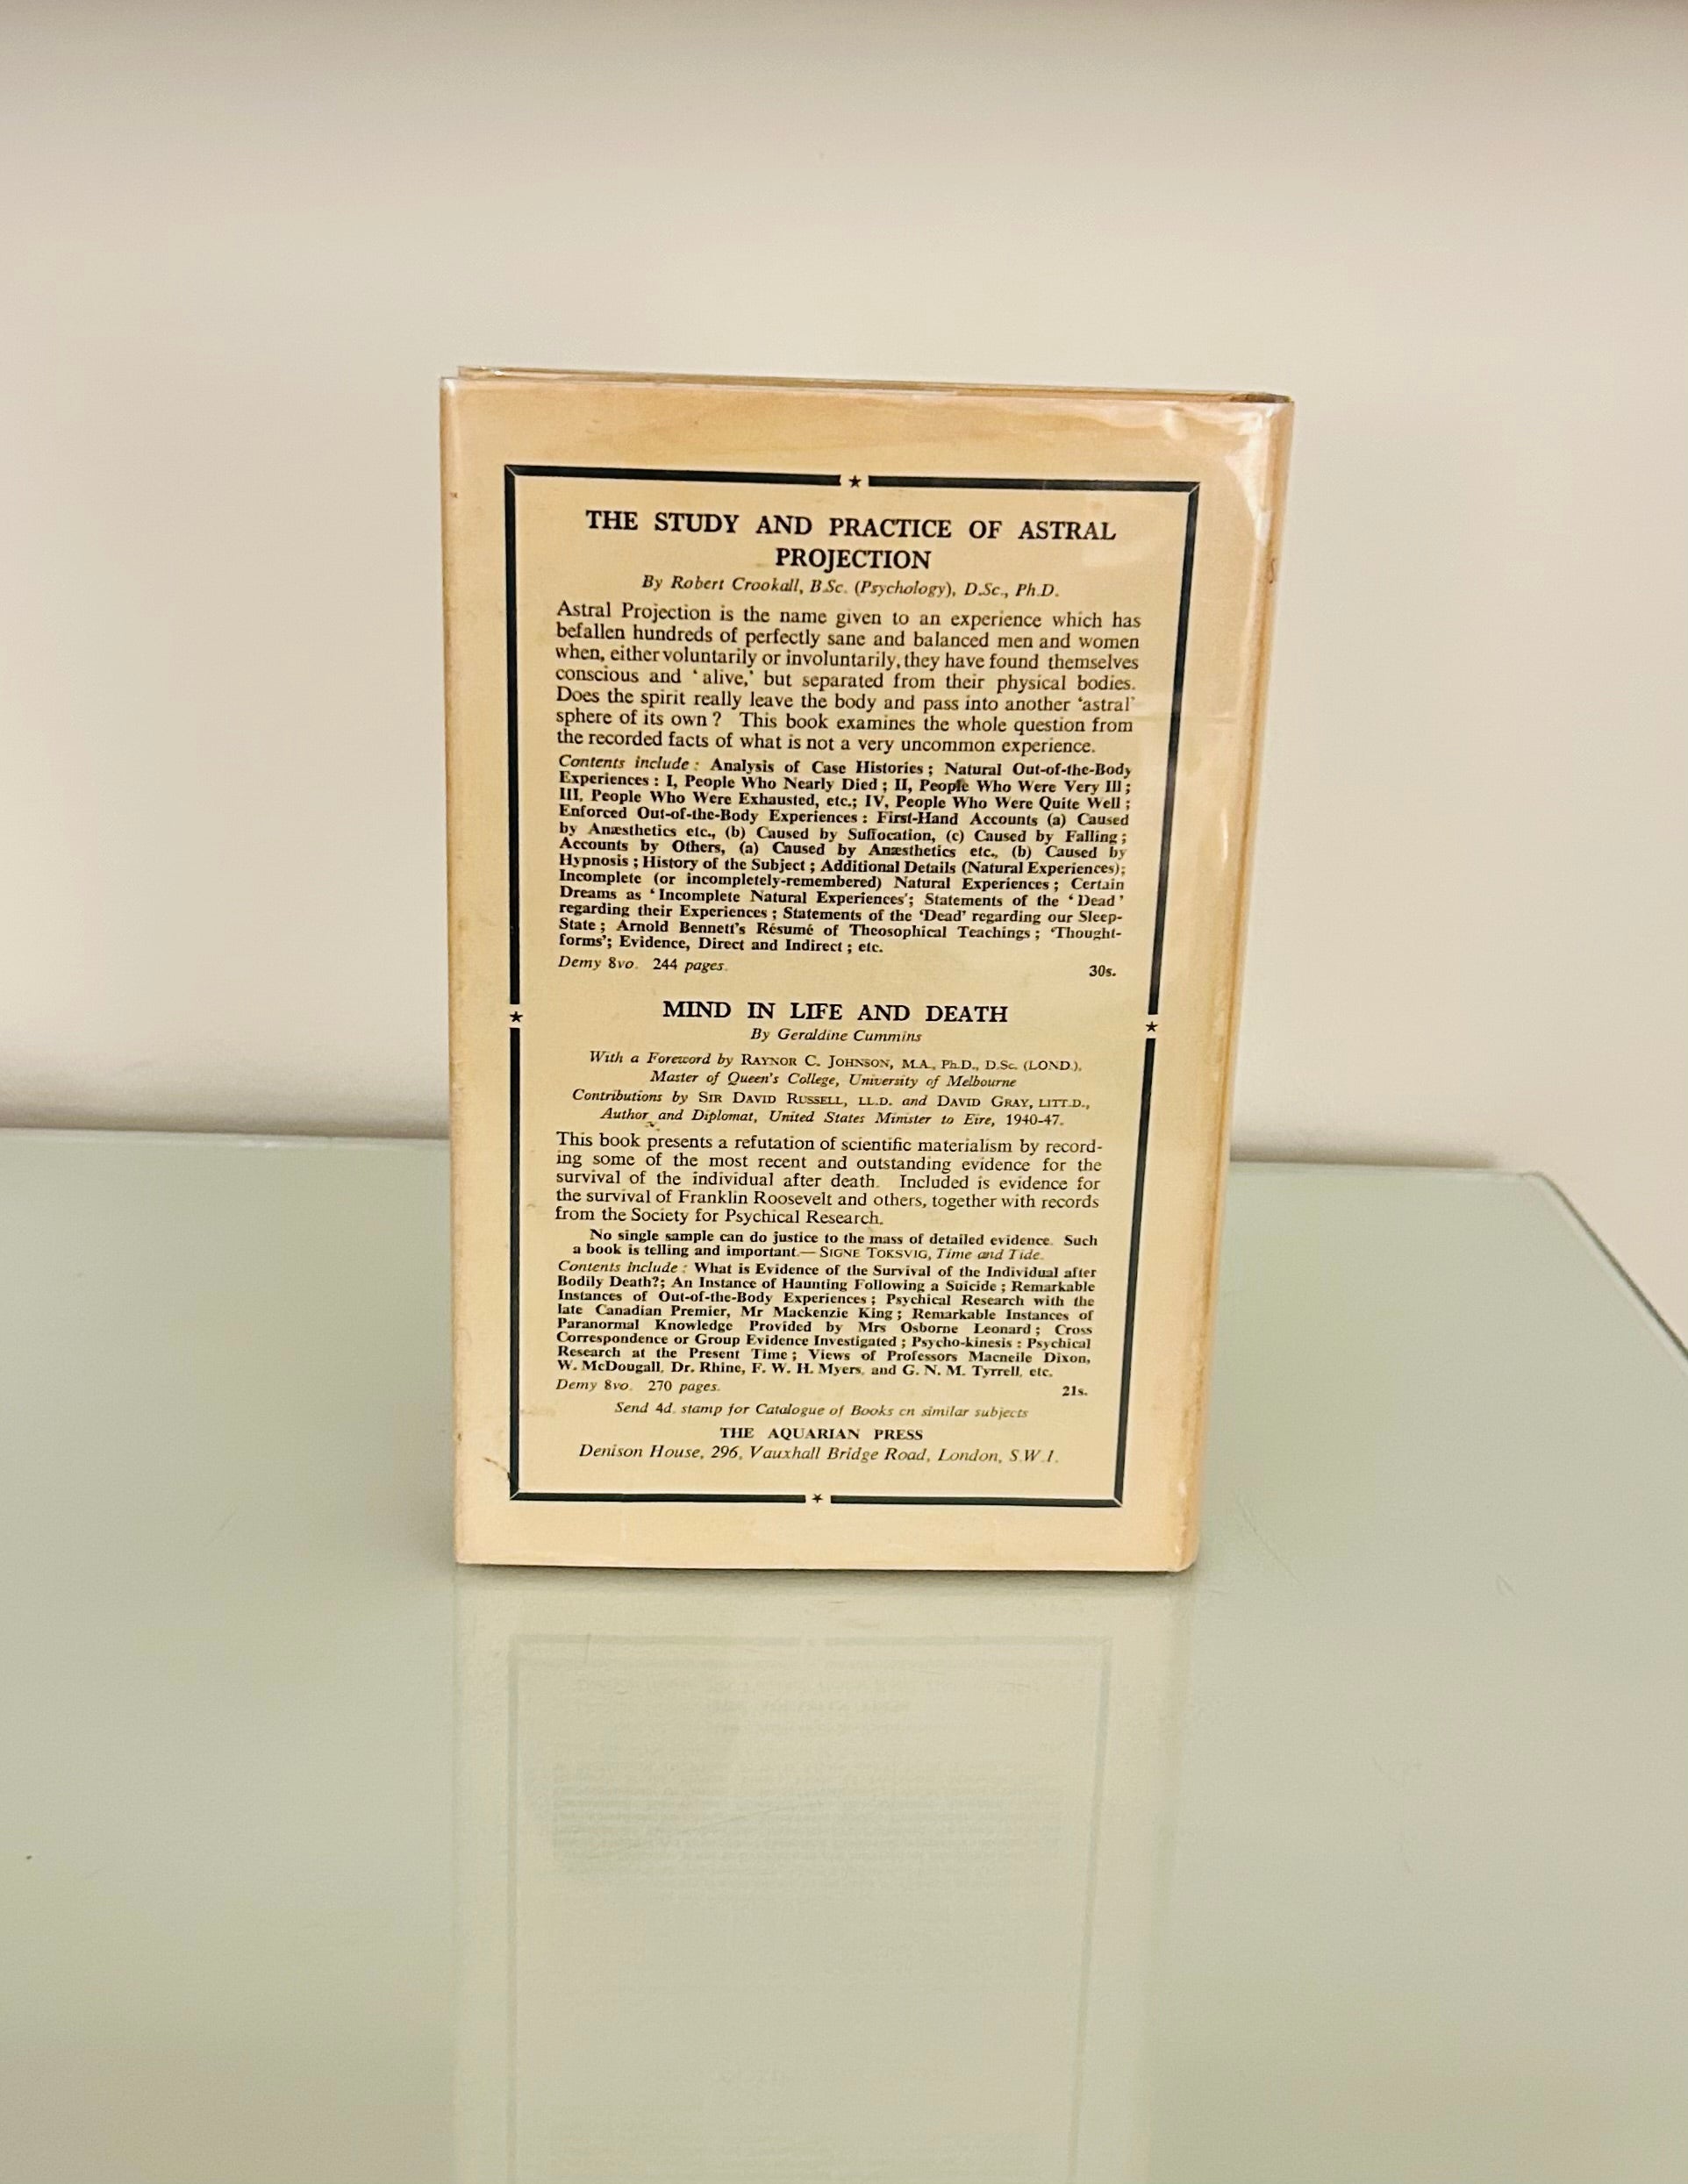 THE STUDY AND PRACTICE OF ASTRAL
PROJECTION
By Robert Crookall, B.Sc. (Psychology), D.Sc., Ph.D.
Astral Projection is the name given to an experience which has
befallen hundreds of perfectly sane and balanced men and women
when, either voluntarily or involuntarily, they have found themselves
conscious and ‘alive,’ but separated from their physical bodies.
Does the spirit really leave the body and pass into another ‘astral’
sphere of its own? This book examines the whole question from
the recorded facts of what is not a very uncommon experience.
Contents include: Analysis of Case Histories; Natural Out-of-the-Body
Experiences: I, People Who Nearly Died; II, People Who Were Very Ill;
III, People Who Were Exhausted, etc.; IV, People Who Were Quite Well;
Enforced Out-of-the-Body Experiences: First-Hand Accounts (a) Caused
by Anæsthetics etc., (b) Caused by Suffocation, (c) Caused by Falling;
Accounts by Others, (a) Caused by Anæsthetics etc., (b) Caused by
Hypnosis; History of the Subject; Additional Details (Natural Experiences);
Incomplete (or incompletely-remembered) Natural Experiences; Certain
Dreams as ‘Incomplete Natural Experiences’; Statements of the ‘Dead’
regarding their Experiences; Statements of the ‘Dead’ regarding our Sleep-
State; Arnold Bennett's Résumé of Theosophical Teachings; ‘Thought-
forms’; Evidence, Direct and Indirect; etc.
Demy 8vo. 244 pages. 30s.
MIND IN LIFE AND DEATH
By Geraldine Cummins
With a Foreword by RAYNOR C. JOHNSON, M.A., Ph.D., D.Sc. (LOND.),
Master of Queen's College, University of Melbourne
Contributions by SIR DAVID RUSSELL, LL.D. and DAVID GRAY, LITT.D.,
Author and Diplomat, United States Minister to Eire, 1940-47.
This book presents a refutation of scientific materialism by record-
ing some of the most recent and outstanding evidence for the
survival of the individual after death. Included is evidence for
the survival of Franklin Roosevelt and others, together with records
from the Society for Psychical Research.
No single sample can do justice to the mass of detailed evidence. Such
a book is telling and important.— SIGNE TOKSVIG, Time and Tide.
Contents include: What is Evidence of the Survival of the Individual after
Bodily Death?; An Instance of Haunting Following a Suicide; Remarkable
Instances of Out-of-the-Body Experiences; Psychical Research with the
late Canadian Premier, Mr Mackenzie King; Remarkable Instances of
Paranormal Knowledge Provided by Mrs Osborne Leonard; Cross
Correspondence or Group Evidence Investigated; Psycho-kinesis: Psychical
Research at the Present Time; Views of Professors Macneile Dixon,
W. McDougall, Dr. Rhine, F. W. H. Myers, and G. N. M. Tyrrell, etc.
Demy 8vo. 270 pages. 21s.
Send 4d. stamp for Catalogue of Books cn similar subjects
THE AQUARIAN PRESS
Denison House, 296, Vauxhall Bridge Road, London, S.W.1.